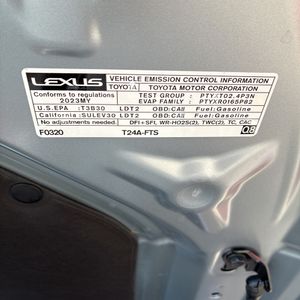 LEXUS VEHICLE EMISSION CONTROL INFORMATION
TOYOTA TOYOTA MOTOR CORPORATION
Conforms to regulations TEST GROUP : PTYXT02.4P3N
2023MY EVAP FAMILY : PTYXR0165P82
U.S.EPA : T3B30 LDT2 OBD:CAII Fuel:Gasoline
California : SULEV30 LDT2 OBD:CAII Fuel:Gasoline
No adjustments needed. DFI+SFI, WR-HO2S(2), TWC(2), TC, CAC
F0320 T24A-FTS Q8